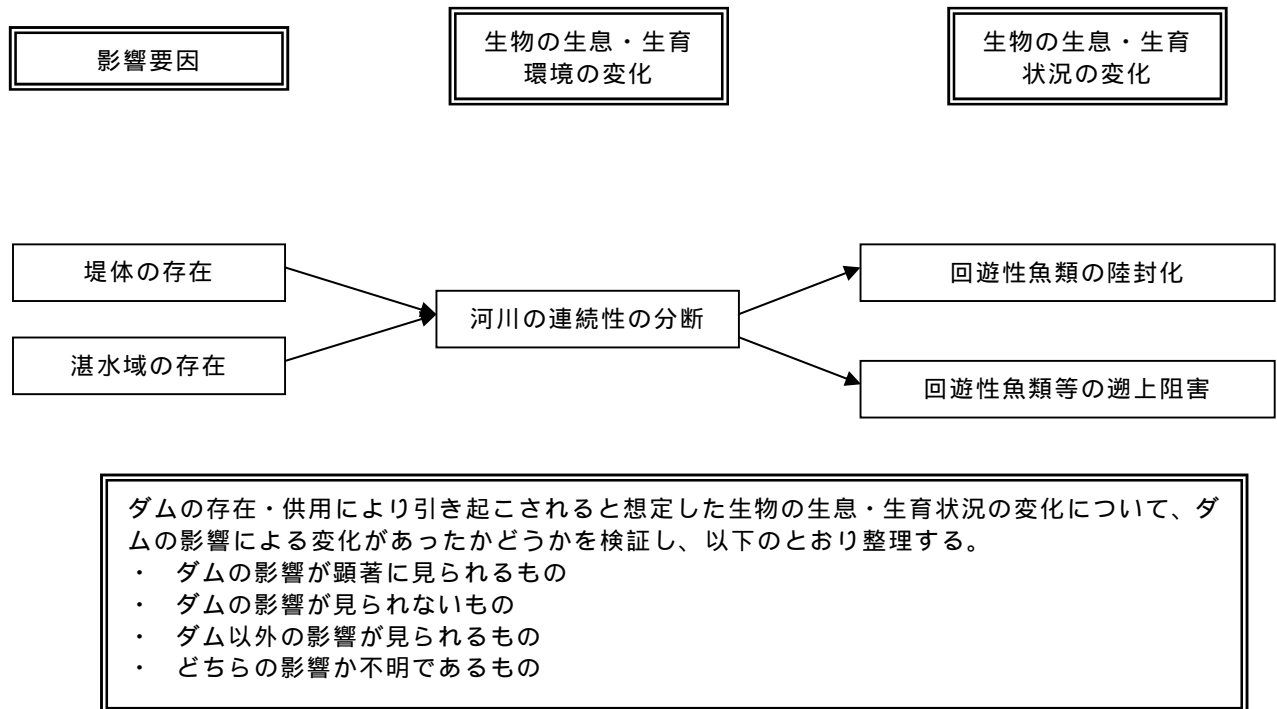 影響要因
生物の生息・生育
環境の変化
生物の生息・生育
状況の変化
堤体の存在
湛水域の存在
河川の連続性の分断
回遊性魚類の陸封化
回遊性魚類等の遡上阻害
ダムの存在・供用により引き起こされると想定した生物の生息・生育状況の変化について、ダ
ムの影響による変化があったかどうかを検証し、以下のとおり整理する。
・ ダムの影響が顕著に見られるもの
・ ダムの影響が見られないもの
・ ダム以外の影響が見られるもの
・ どちらの影響か不明であるもの